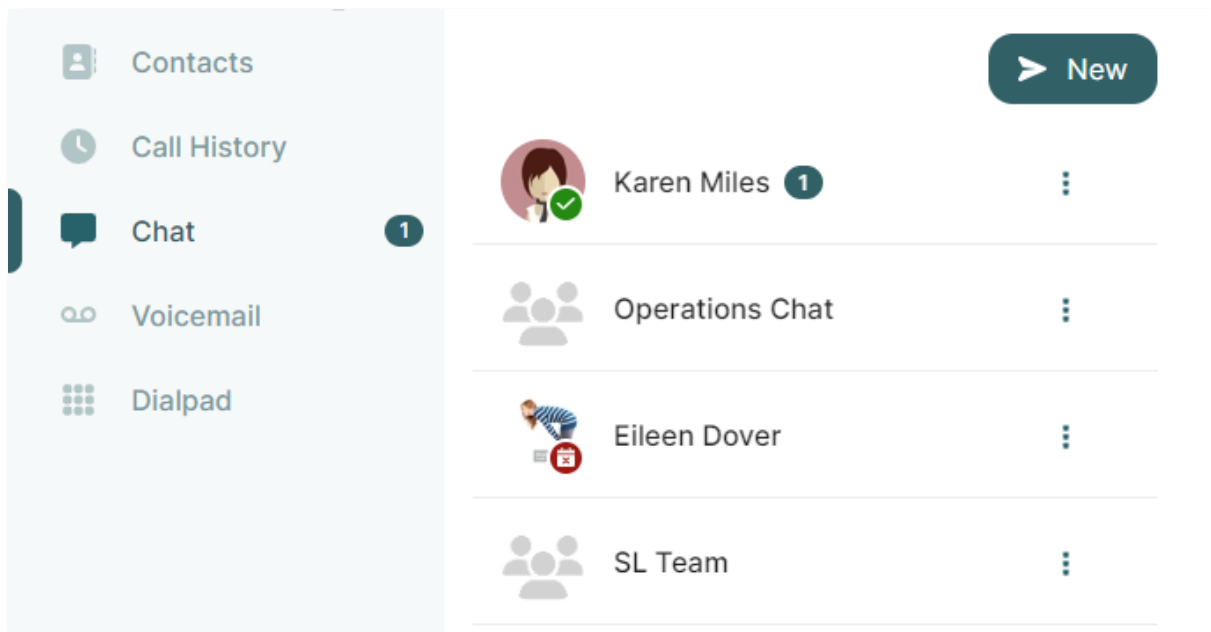 Contacts
Call History
Chat 1
Voicemail
Dialpad
New
Karen Miles 1
Operations Chat
Eileen Dover
SL Team